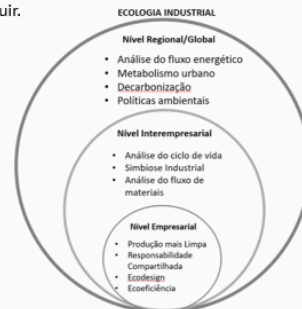 uir.
ECOLOGIA INDUSTRIAL
Nível Regional/Global
• Análise do fluxo energético
• Metabolismo urbano
• Decarbonização
• Políticas ambientais
Nível Interempresarial
• Análise do ciclo de vida
• Simbiose Industrial
• Análise do fluxo de
materiais
Nível Empresarial
• Produção mais Limpa
• Responsabilidade
Compartilhada
• Ecodesign
• Ecoeficiência